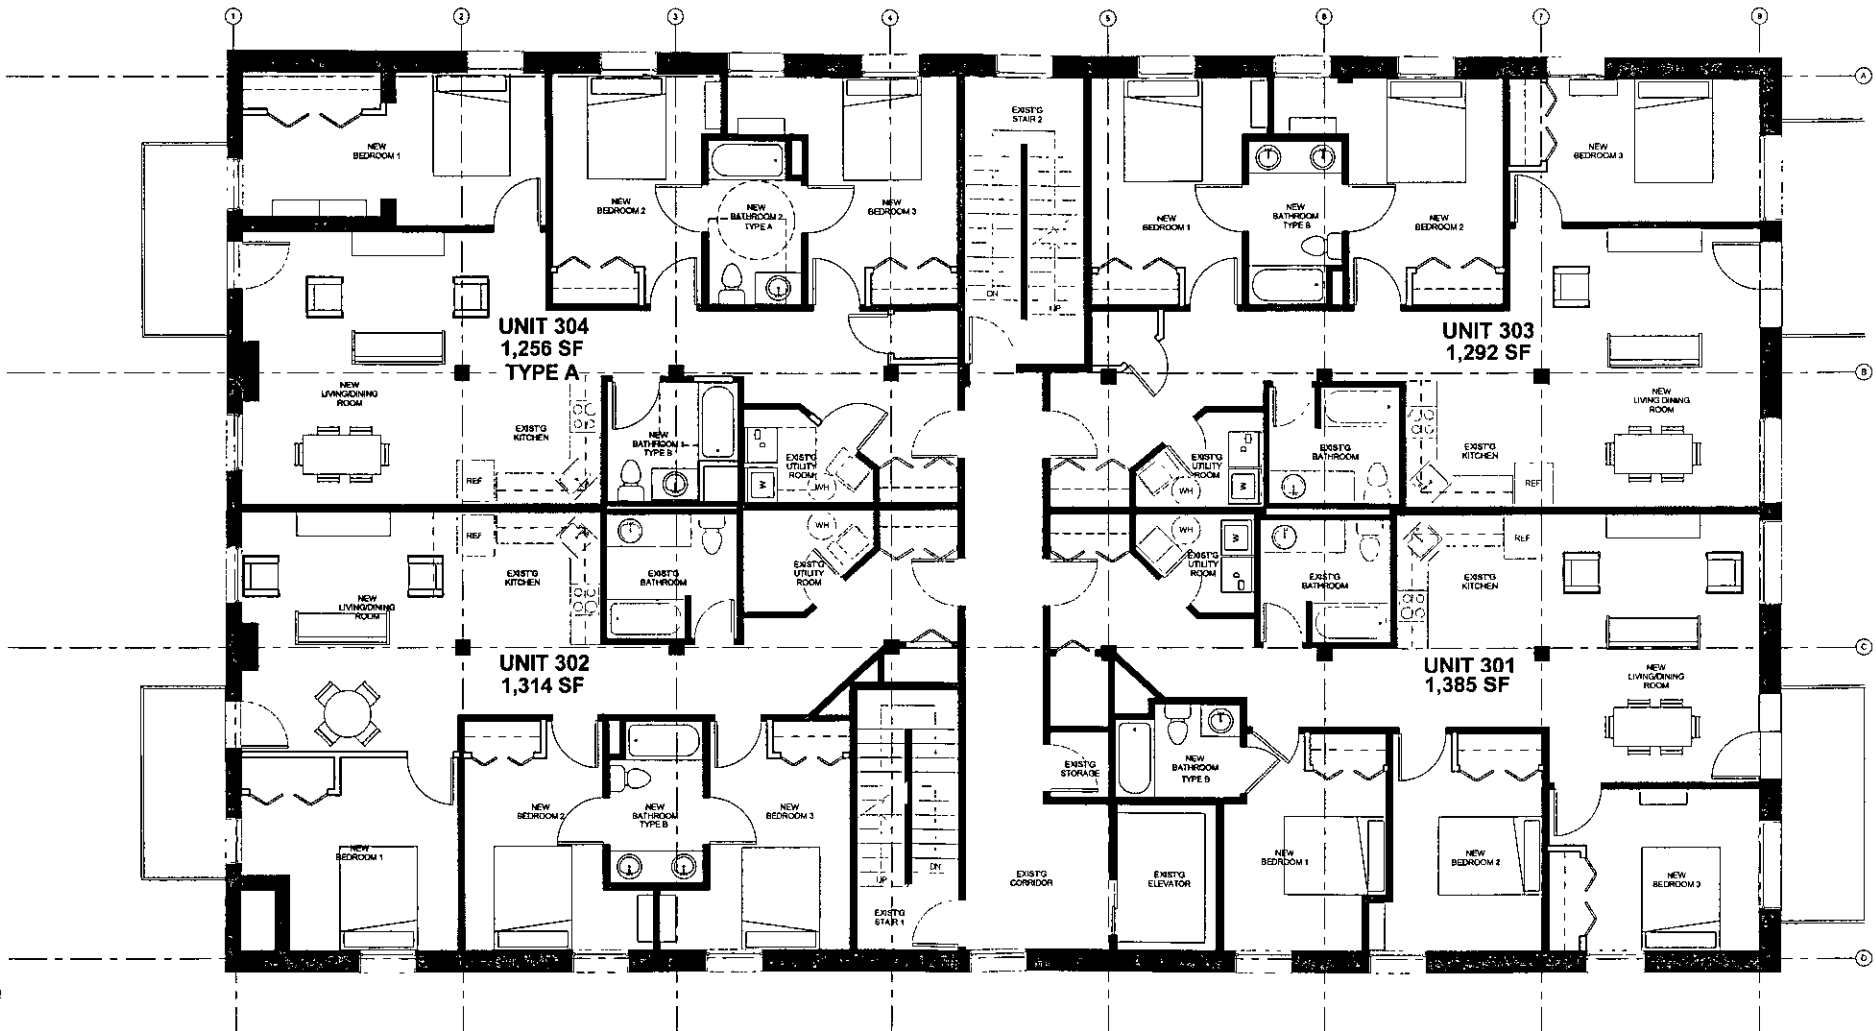 1
2
3
4
5
6
7
8
A
EXIST'G
STAIR 2
NEW
BEDROOM 1
NEW
BEDROOM 2
NEW
BATHROOM 2
TYPE A
NEW
BEDROOM 3
NEW
BEDROOM 1
NEW
BATHROOM
TYPE B
NEW
BEDROOM 2
NEW
BEDROOM 3
DN
UP
UNIT 304
1,256 SF
TYPE A
UNIT 303
1,292 SF
B
NEW
LIVING/DINING
ROOM
EXIST'G
KITCHEN
REF
NEW
BATHROOM 1
TYPE B
EXIST'G
UTILITY
ROOM
W
D
WH
EXIST'G
UTILITY
ROOM
WH
D
W
EXIST'G
BATHROOM
EXIST'G
KITCHEN
REF
NEW
LIVING DINING
ROOM
REF
EXIST'G
KITCHEN
NEW
LIVING/DINING
ROOM
EXIST'G
BATHROOM
WH
EXIST'G
UTILITY
ROOM
WH
EXIST'G
UTILITY
ROOM
W
D
EXIST'G
BATHROOM
EXIST'G
KITCHEN
REF
UNIT 302
1,314 SF
UNIT 301
1,385 SF
NEW
LIVING/DINING
ROOM
C
NEW
BEDROOM 1
NEW
BEDROOM 2
NEW
BATHROOM
TYPE B
NEW
BEDROOM 3
UP
DN
EXIST'G
STAIR 1
EXIST'G
CORRIDOR
EXIST'G
STORAGE
NEW
BATHROOM
TYPE B
EXIST'G
ELEVATOR
NEW
BEDROOM 1
NEW
BEDROOM 2
NEW
BEDROOM 3
D